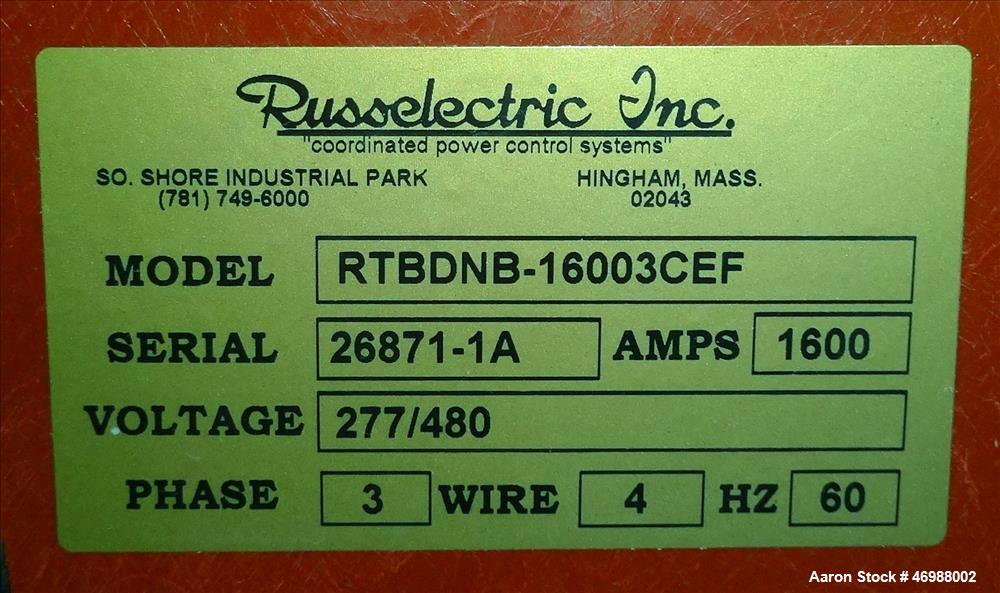 Russelectric Inc.
"coordinated power control systems"
SO. SHORE INDUSTRIAL PARK HINGHAM, MASS.
(781) 749-6000 02043
MODEL RTBDNB-16003CEF
SERIAL 26871-1A AMPS 1600
VOLTAGE 277/480
PHASE 3 WIRE 4 HZ 60
Aaron Stock # 46988002